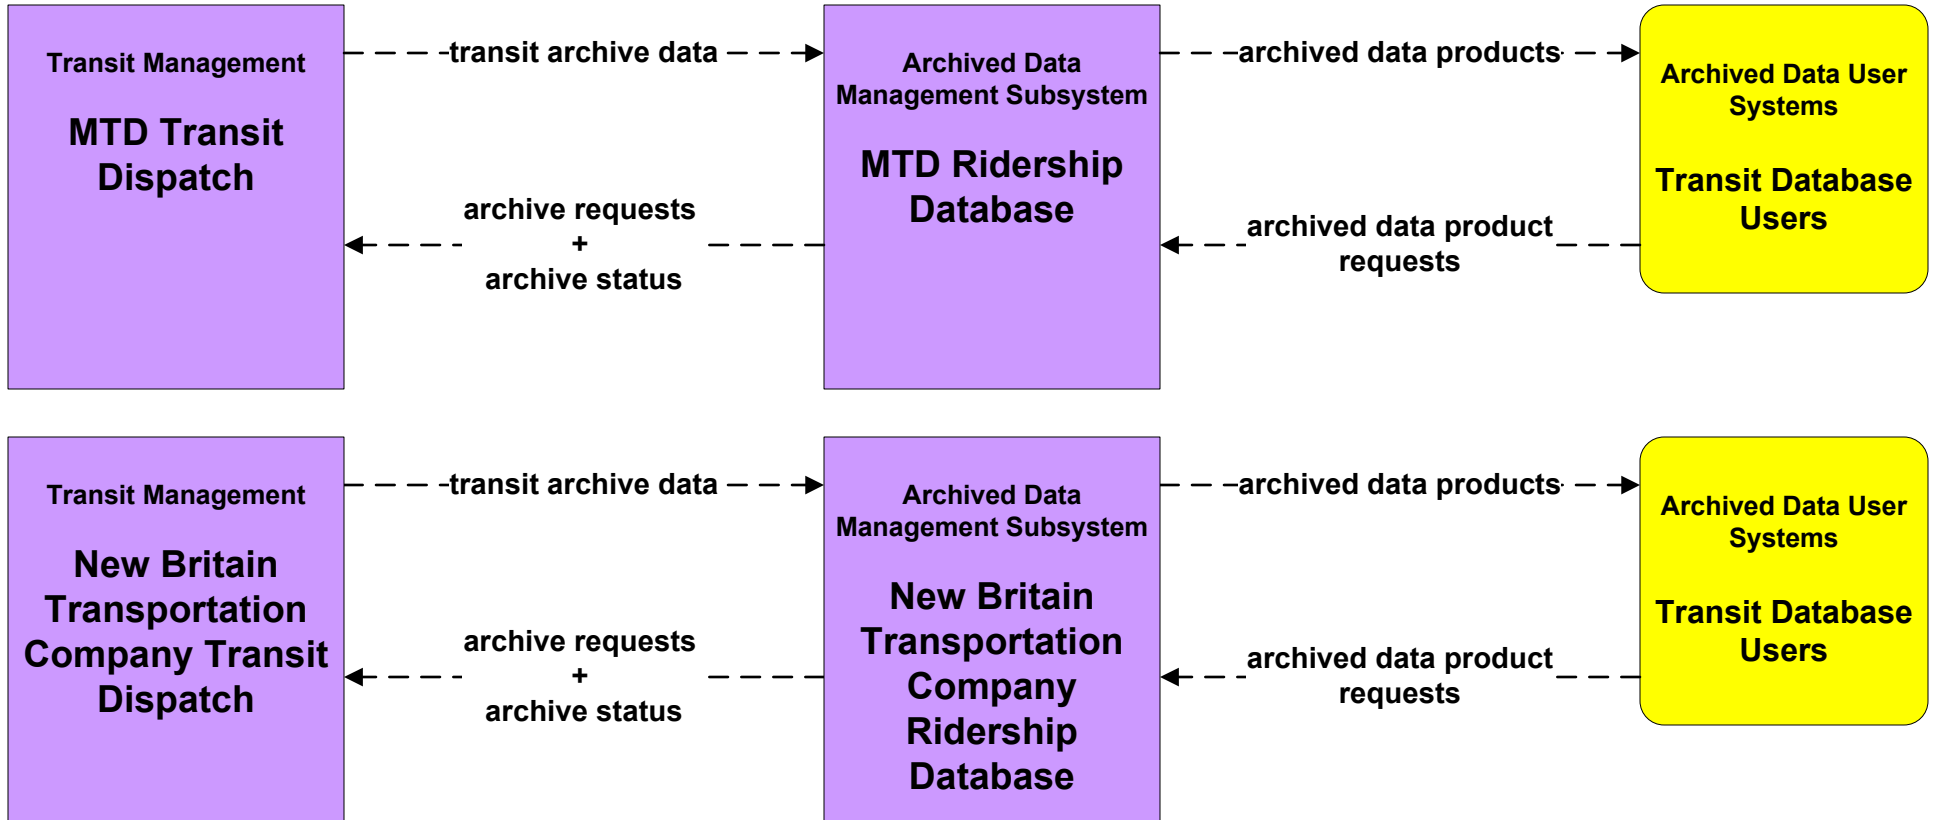 Transit Management
MTD Transit
Dispatch
transit archive data
archive requests
+
archive status
Archived Data
Management Subsystem
MTD Ridership
Database
archived data products
archived data product
requests
Archived Data User
Systems
Transit Database
Users
Transit Management
New Britain
Transportation
Company Transit
Dispatch
transit archive data
archive requests
+
archive status
Archived Data
Management Subsystem
New Britain
Transportation
Company
Ridership
Database
archived data products
archived data product
requests
Archived Data User
Systems
Transit Database
Users